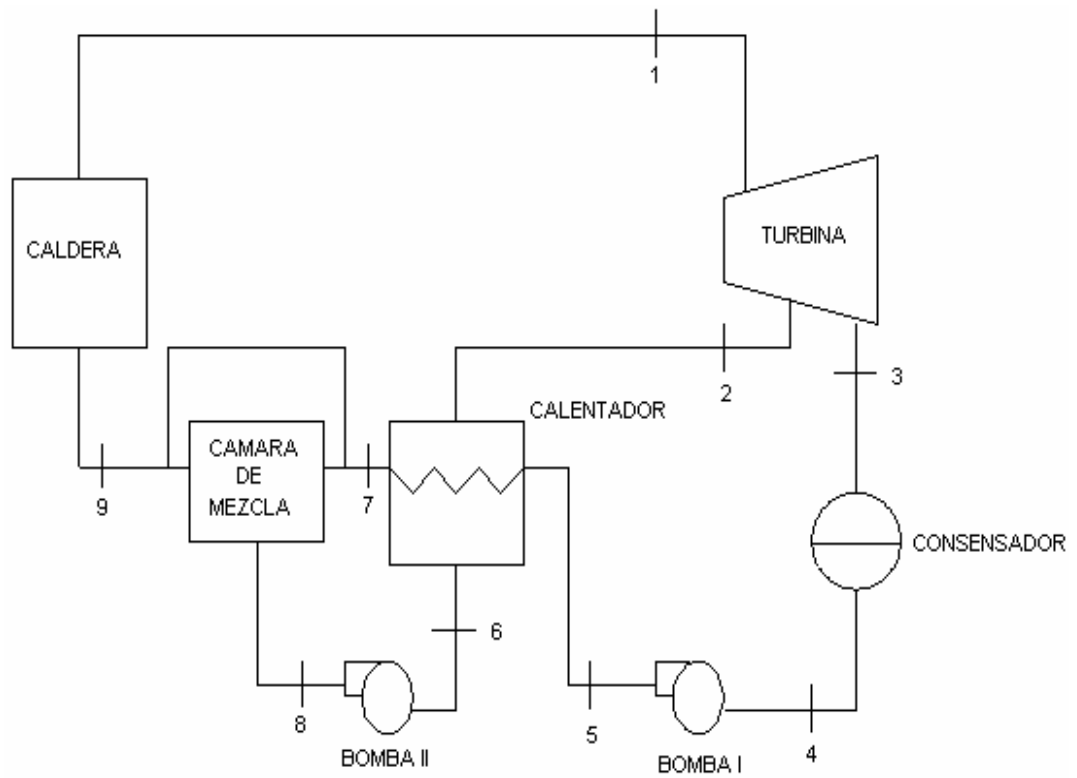 1
CALDERA
TURBINA
2
3
CALENTADOR
CAMARA
DE
MEZCLA
9
7
CONSENSADOR
6
8
5
4
BOMBA II
BOMBA I